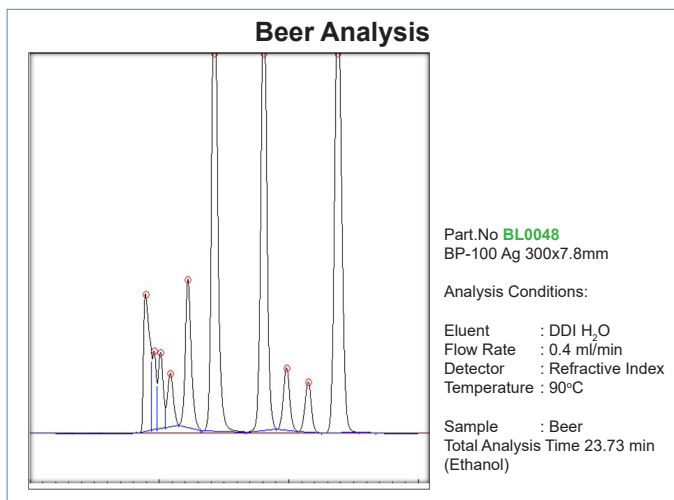 Beer Analysis
Part.No BL0048
BP-100 Ag 300x7.8mm
Analysis Conditions:
Eluent : DDI H₂O
Flow Rate : 0.4 ml/min
Detector : Refractive Index
Temperature : 90°C
Sample : Beer
Total Analysis Time 23.73 min
(Ethanol)